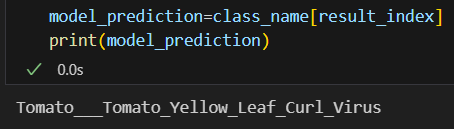 model_prediction=class_name[result_index]
print(model_prediction)
0.0s
Tomato___Tomato_Yellow_Leaf_Curl_Virus